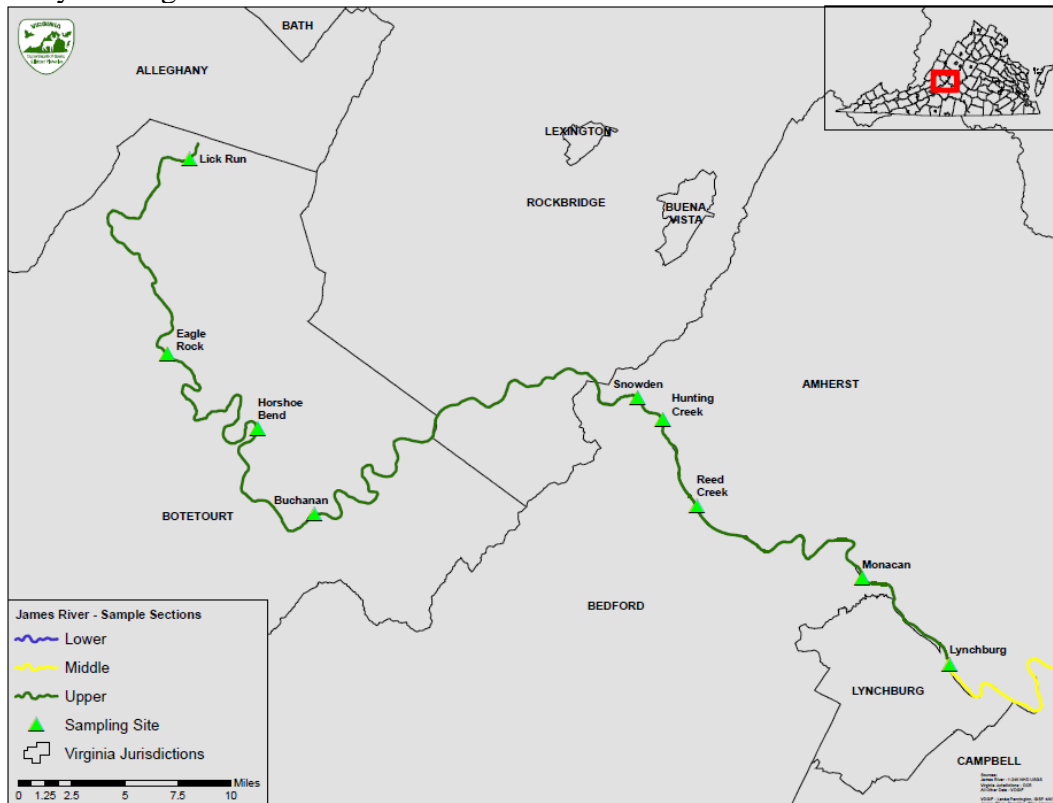 VIRGINIA
BATH
ALLEGHANY
Lick Run
LEXINGTON
ROCKBRIDGE
BUENA
VISTA
Eagle
Rock
Snowden
Hunting
Creek
AMHERST
Horshoe
Bend
Reed
Creek
Buchanan
BOTETOURT
Monacan
BEDFORD
Lynchburg
LYNCHBURG
CAMPBELL
James River - Sample Sections
Lower
Middle
Upper
Sampling Site
Virginia Jurisdictions
Miles
0 1.25 2.5 5 7.5 10
Sources: